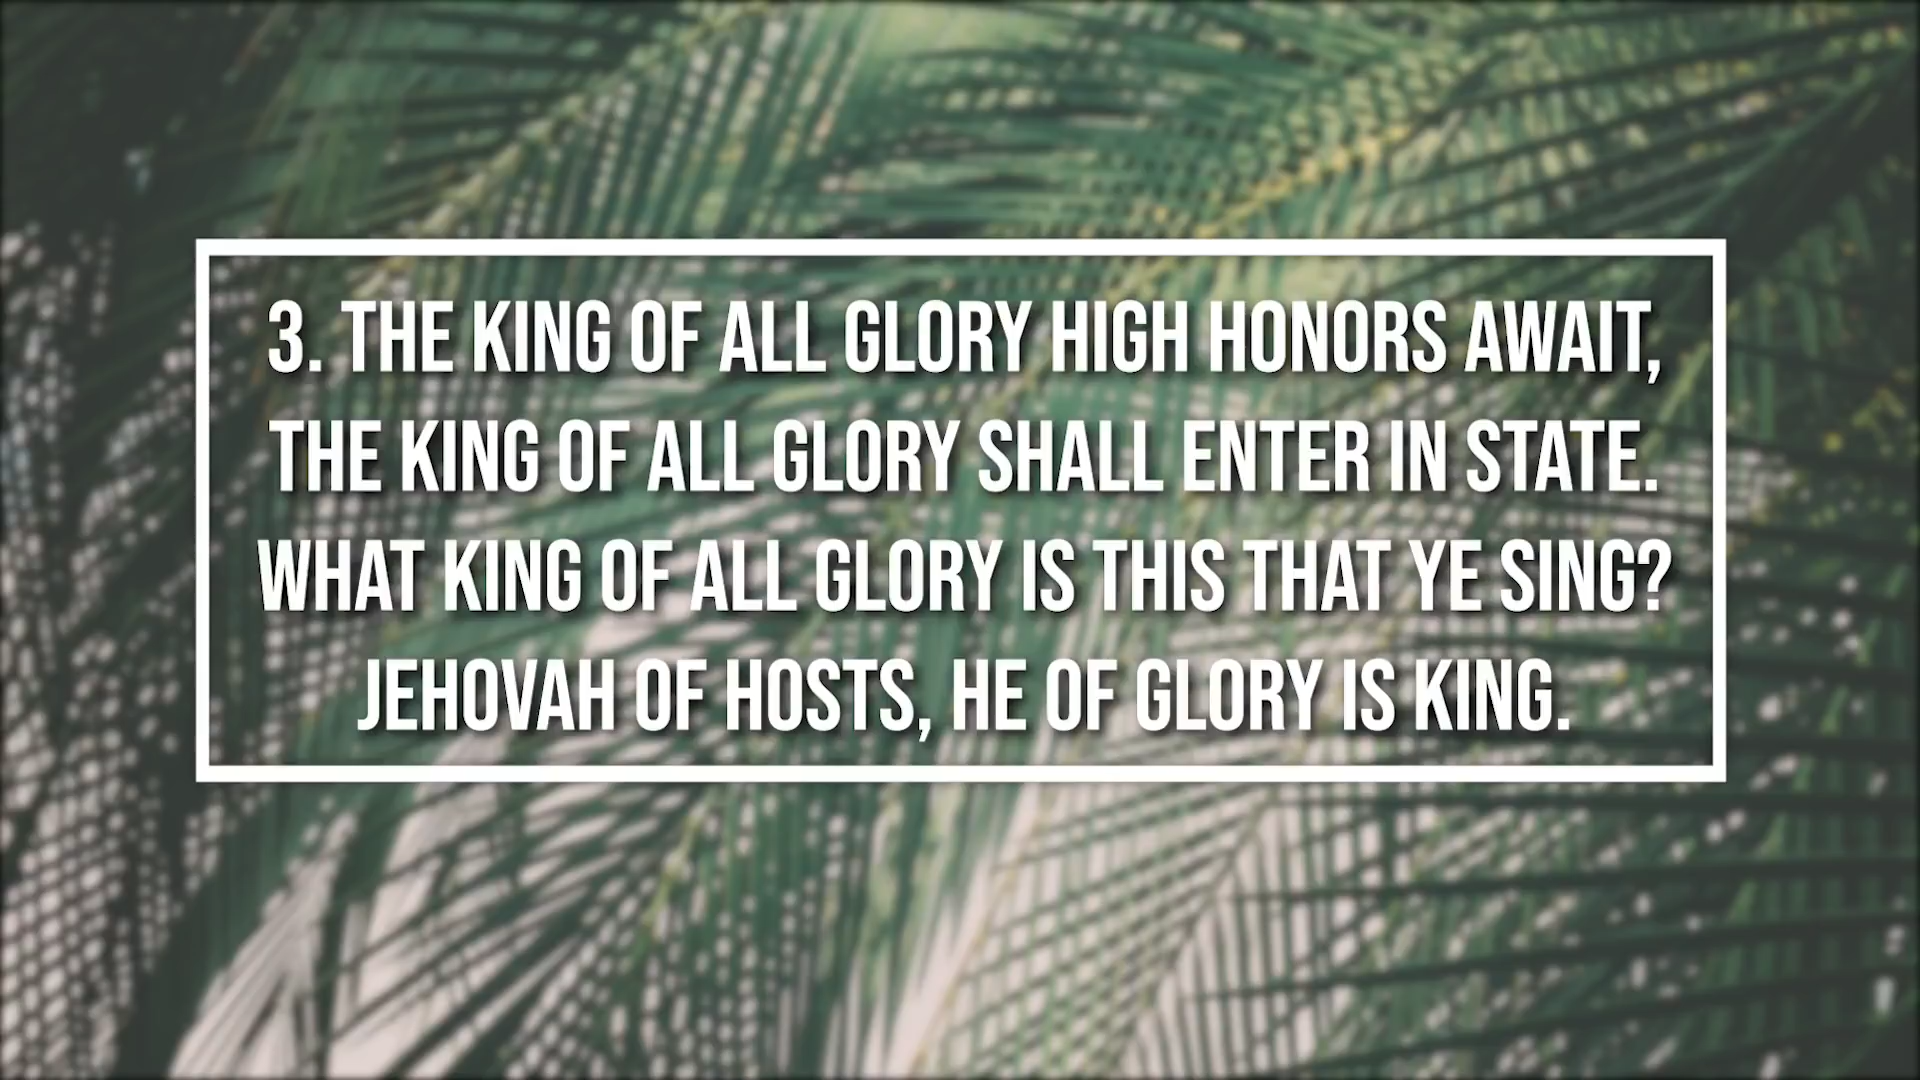 3. THE KING OF ALL GLORY HIGH HONORS AWAIT,
THE KING OF ALL GLORY SHALL ENTER IN STATE.
WHAT KING OF ALL GLORY IS THIS THAT YE SING?
JEHOVAH OF HOSTS, HE OF GLORY IS KING.